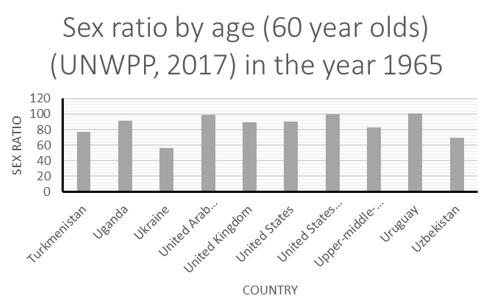 Sex ratio by age (60 year olds)
(UNWPP, 2017) in the year 1965
SEX RATIO
120
100
80
60
40
20
0
Turkmenistan
Uganda
Ukraine
United Arab…
United Kingdom
United States
United States…
Upper-middle-…
Uruguay
Uzbekistan
COUNTRY